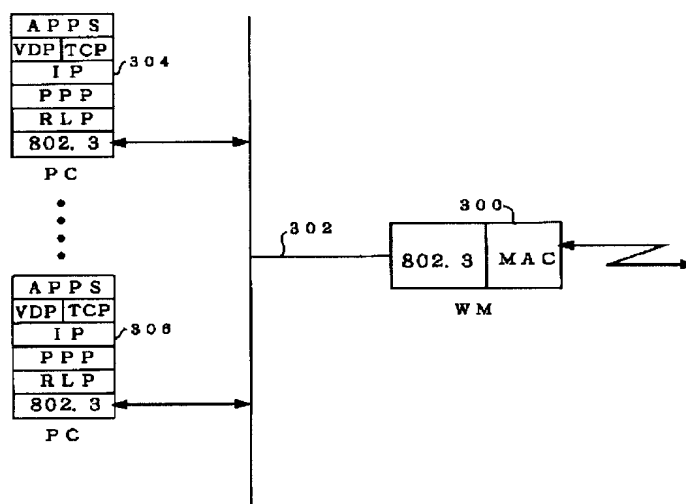 APPS
VDP TCP
IP
304
PPP
RLP
802.3
PC
300
302
802.3 MAC
WM
APPS
VDP TCP
IP
306
PPP
RLP
802.3
PC